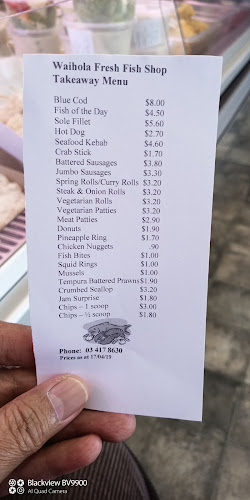 Waihola Fresh Fish Shop
Takeaway Menu
Blue Cod $8.00
Fish of the Day $4.50
Sole Fillet $5.60
Hot Dog $2.70
Seafood Kebab $4.60
Crab Stick $1.70
Battered Sausages $3.80
Jumbo Sausages $3.30
Spring Rolls/Curry Rolls $3.20
Steak & Onion Rolls $3.20
Vegetarian Rolls $3.20
Vegetarian Patties $3.20
Meat Patties $2.90
Donuts $1.90
Pineapple Ring $1.70
Chicken Nuggets .90
Fish Bites $1.00
Squid Rings $1.00
Mussels $1.00
Tempura Battered Prawns $1.90
Crumbed Scallop $3.20
Jam Surprise $1.80
Chips – 1 scoop $3.00
Chips – ½ scoop $1.80
Phone: 03 417 8630
Prices as at 17/04/19
Blackview BV9900
AI Quad Camera